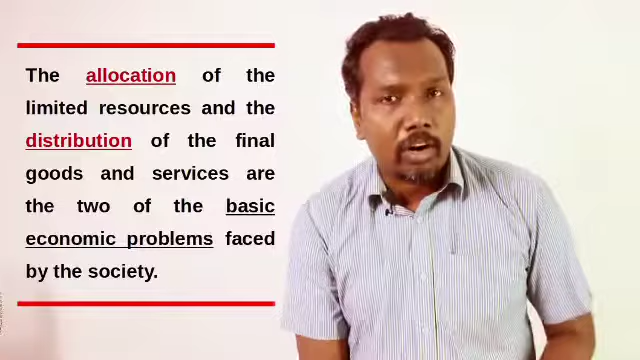 The allocation of the
limited resources and the
distribution of the final
goods and services are
the two of the basic
economic problems faced
by the society.